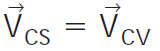 V⃗CS = V⃗CV